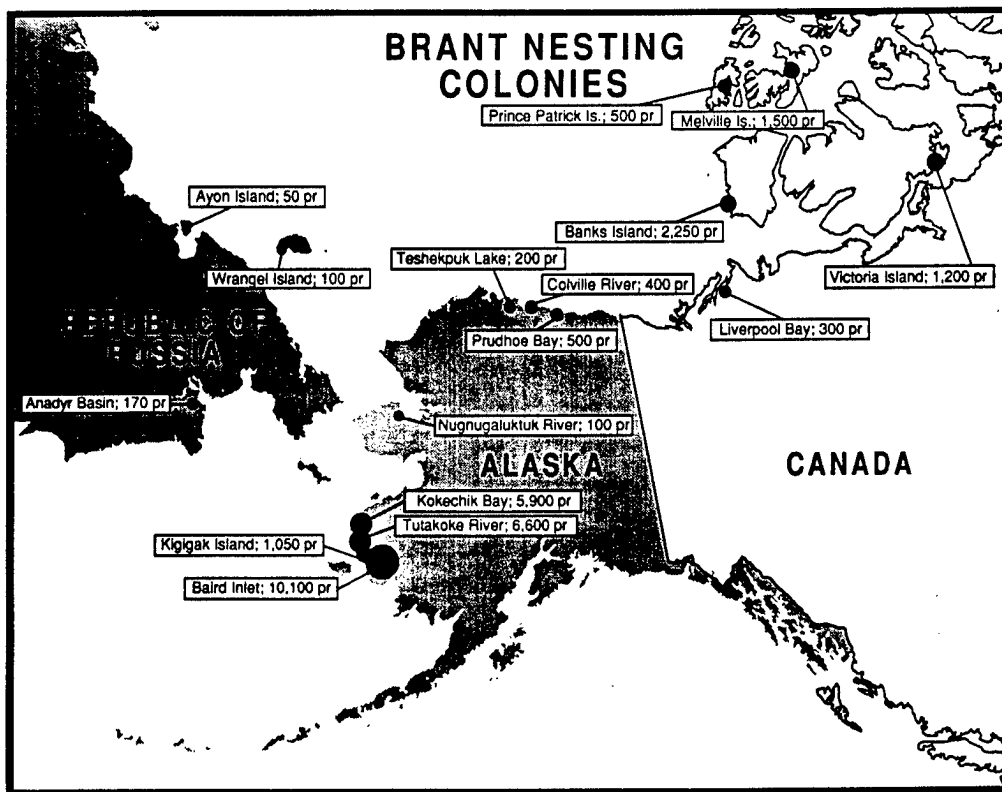 BRANT NESTING
COLONIES
Prince Patrick Is.; 500 pr
Melville Is.; 1,500 pr
Ayon Island; 50 pr
Banks Island; 2,250 pr
Wrangel Island; 100 pr
Teshekpuk Lake; 200 pr
Colville River; 400 pr
Victoria Island; 1,200 pr
Prudhoe Bay; 500 pr
Liverpool Bay; 300 pr
REPUBLIC OF
RUSSIA
Anadyr Basin; 170 pr
Nugnugaluktuk River; 100 pr
ALASKA
CANADA
Kokechik Bay; 5,900 pr
Tutakoke River; 6,600 pr
Kigigak Island; 1,050 pr
Baird Inlet; 10,100 pr